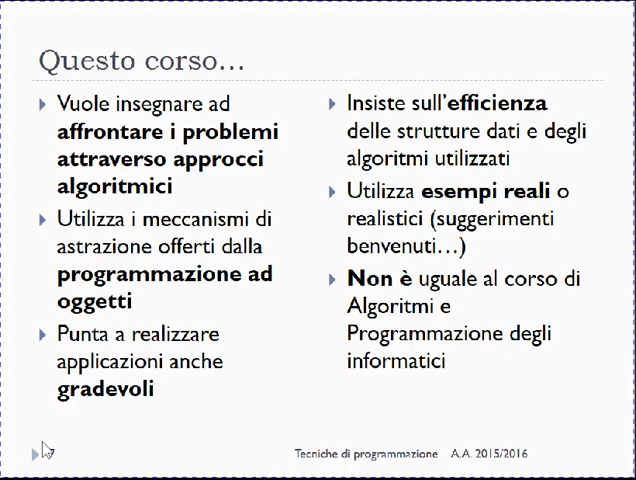 Questo corso…
Vuole insegnare ad
affrontare i problemi
attraverso approcci
algoritmici
Utilizza i meccanismi di
astrazione offerti dalla
programmazione ad
oggetti
Punta a realizzare
applicazioni anche
gradevoli
Insiste sull'efficienza
delle strutture dati e degli
algoritmi utilizzati
Utilizza esempi reali o
realistici (suggerimenti
benvenuti…)
Non è uguale al corso di
Algoritmi e
Programmazione degli
informatici
7
Tecniche di programmazione A.A. 2015/2016